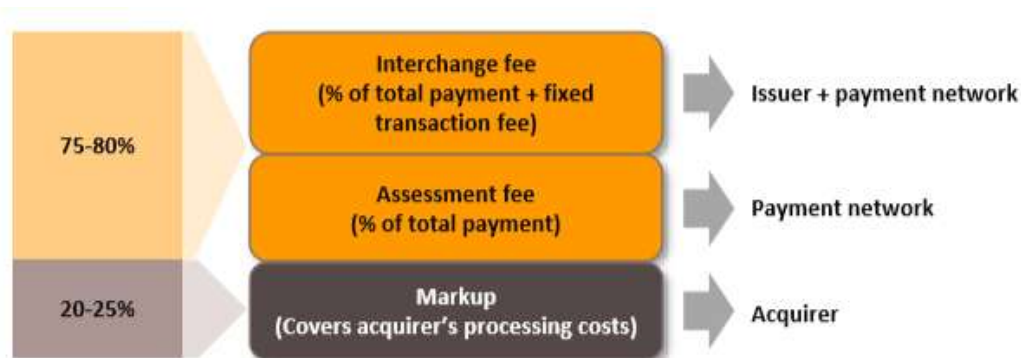 Interchange fee
(% of total payment + fixed
transaction fee)
Issuer + payment network
75-80%
Assessment fee
(% of total payment)
Payment network
20-25%
Markup
(Covers acquirer's processing costs)
Acquirer